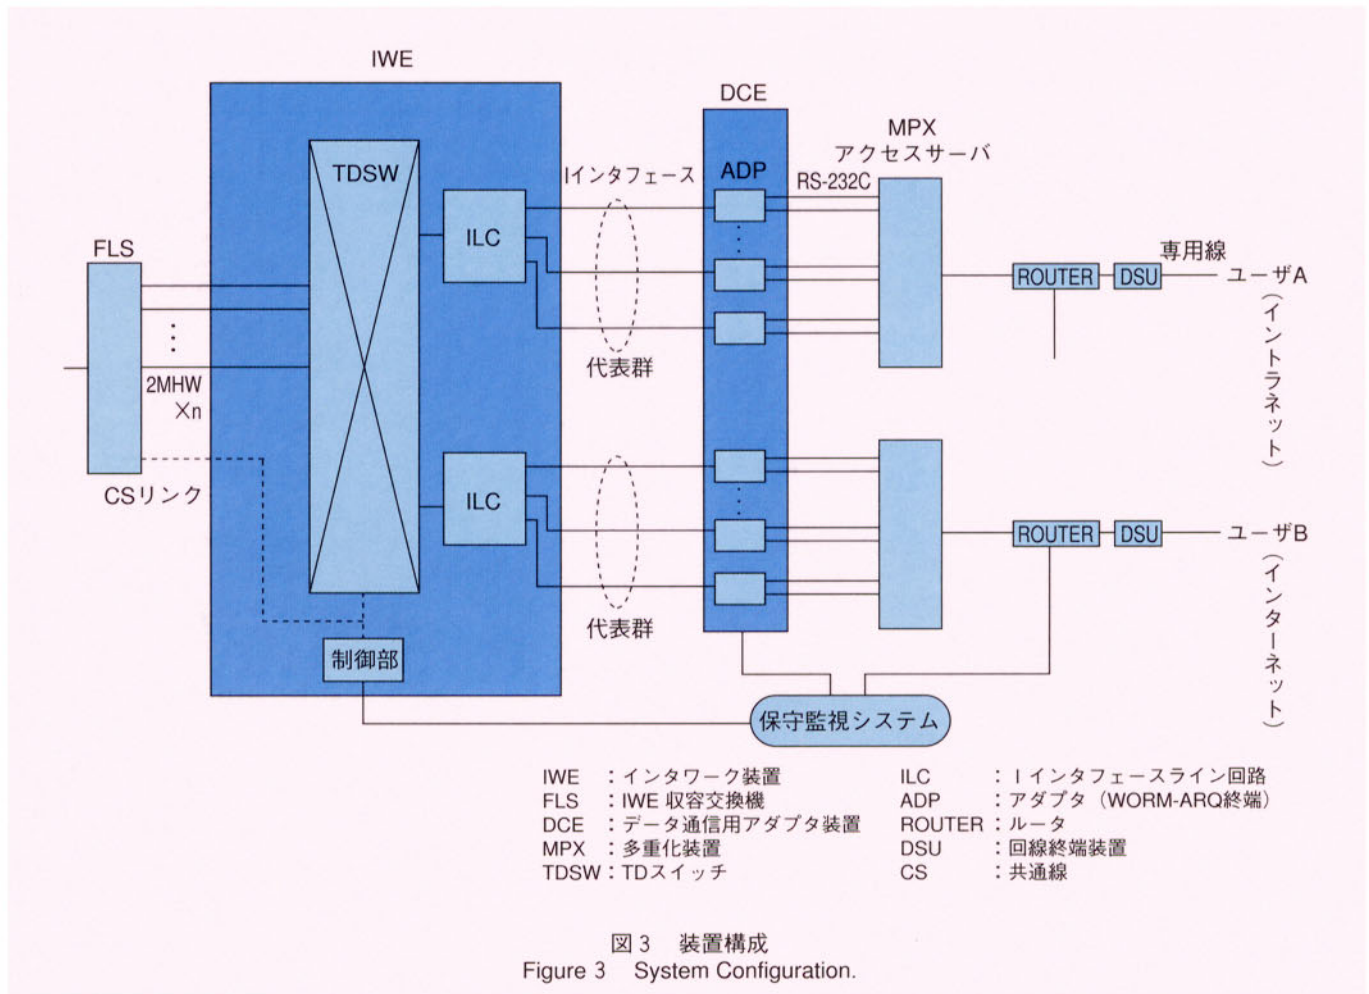 IWE
DCE
MPX
アクセスサーバ
TDSW
Iインタフェース
ADP
RS-232C
ILC
FLS
専用線
ROUTER
DSU
ユーザA
(イントラネット)
代表群
2MHW
×n
CSリンク
ILC
ROUTER
DSU
ユーザB
(インターネット)
代表群
制御部
保守監視システム
IWE :インタワーク装置
FLS :IWE 収容交換機
DCE :データ通信用アダプタ装置
MPX :多重化装置
TDSW:TDスイッチ
ILC :Iインタフェースライン回路
ADP :アダプタ(WORM-ARQ終端)
ROUTER:ルータ
DSU :回線終端装置
CS :共通線
図3 装置構成
Figure 3 System Configuration.